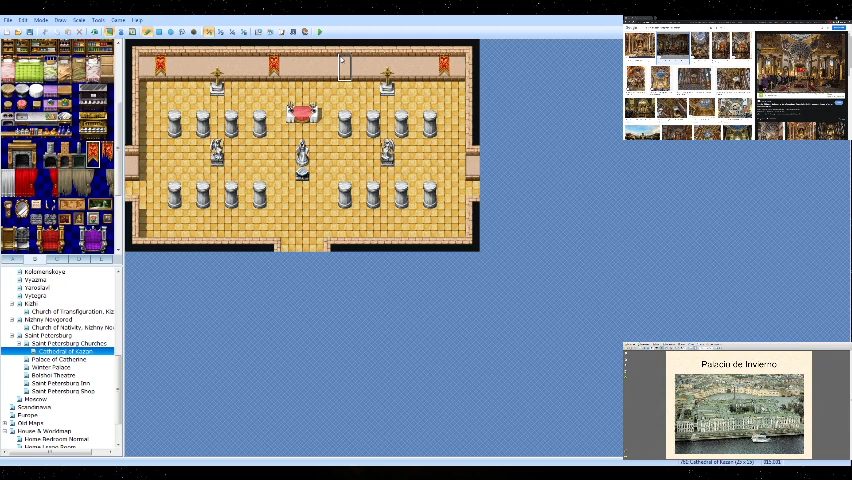 File Edit Mode Draw Scale Tools Game Help
A B C D E
Kolomenskoye
Vyazma
Yaroslavl
Vytegra
Kizhi
Church of Transfiguration, Kiz
Nizhny Novgorod
Church of Nativity, Nizhny Nov
Saint Petersburg
Saint Petersburg Churches
Cathedral of Kazan
Palace of Catherine
Winter Palace
Bolshoi Theatre
Saint Petersburg Inn
Saint Petersburg Shop
Moscow
Scandinavia
Europe
Old Maps
House & Worldmap
Home Bedroom Normal
Palaciu de Invierno